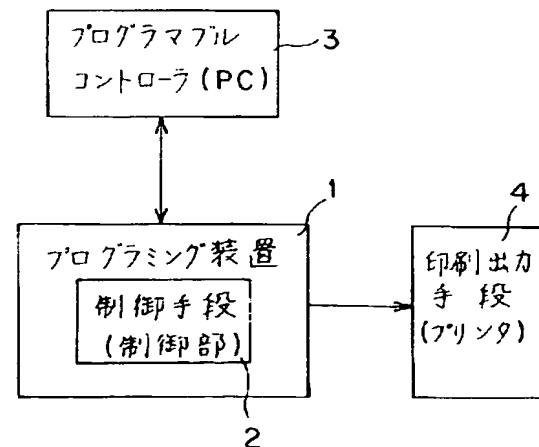 プログラマブル
コントローラ(PC)
3
1
プログラミング装置
制御手段
(制御部)
2
4
印刷出力
手段
(プリンタ)